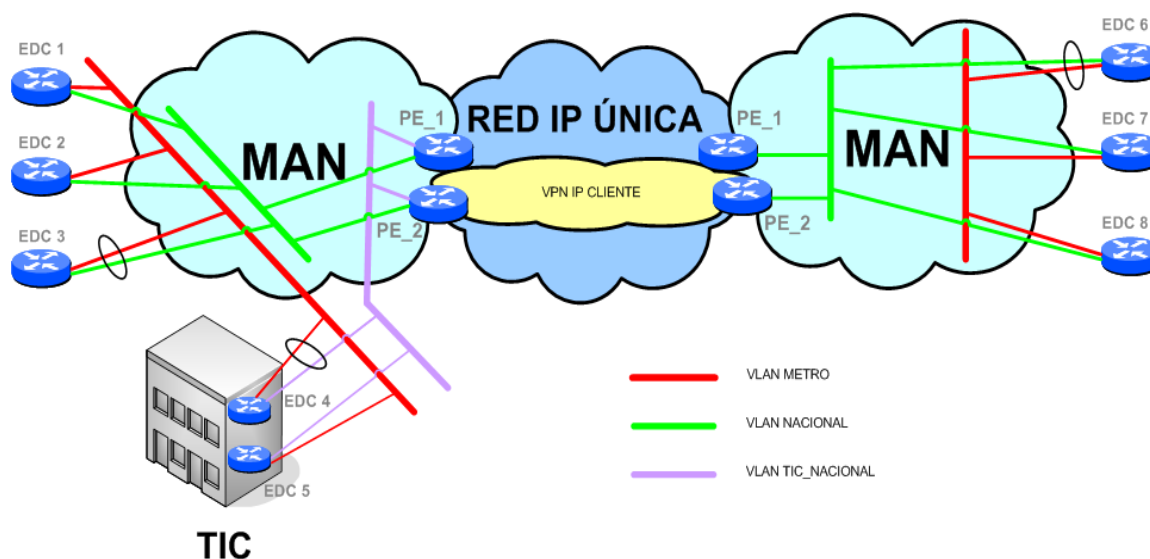 EDC 1
EDC 2
EDC 3
MAN
PE_1
PE_2
RED IP ÚNICA
VPN IP CLIENTE
PE_1
PE_2
MAN
EDC 6
EDC 7
EDC 8
EDC 4
EDC 5
TIC
VLAN METRO
VLAN NACIONAL
VLAN TIC_NACIONAL